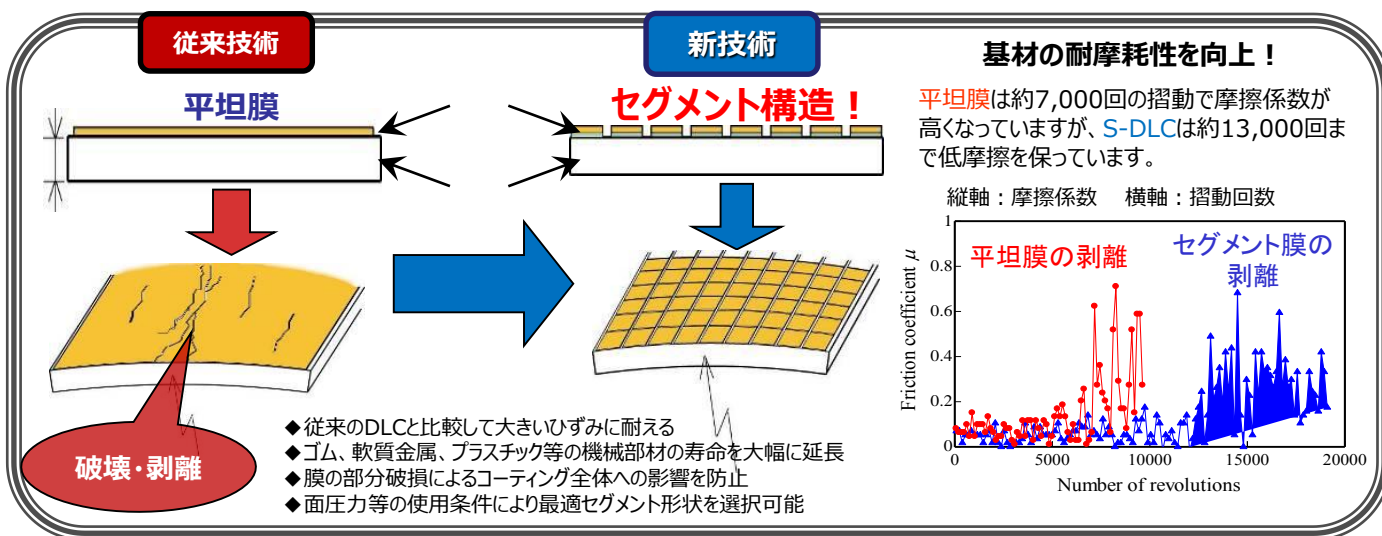 従来技術
平坦膜
破壊・剥離
新技術
セグメント構造！
◆従来のDLCと比較して大きいひずみに耐える
◆ゴム、軟質金属、プラスチック等の機械部材の寿命を大幅に延長
◆膜の部分破損によるコーティング全体への影響を防止
◆面圧力等の使用条件により最適セグメント形状を選択可能
基材の耐摩耗性を向上！
平坦膜は約7,000回の摺動で摩擦係数が
高くなっていますが、S-DLCは約13,000回ま
で低摩擦を保っています。
縦軸：摩擦係数　横軸：摺動回数
平坦膜の剥離
セグメント膜の
剥離
Friction coefficient μ
1
0.8
0.6
0.4
0.2
0
0 5000 10000 15000 20000
Number of revolutions